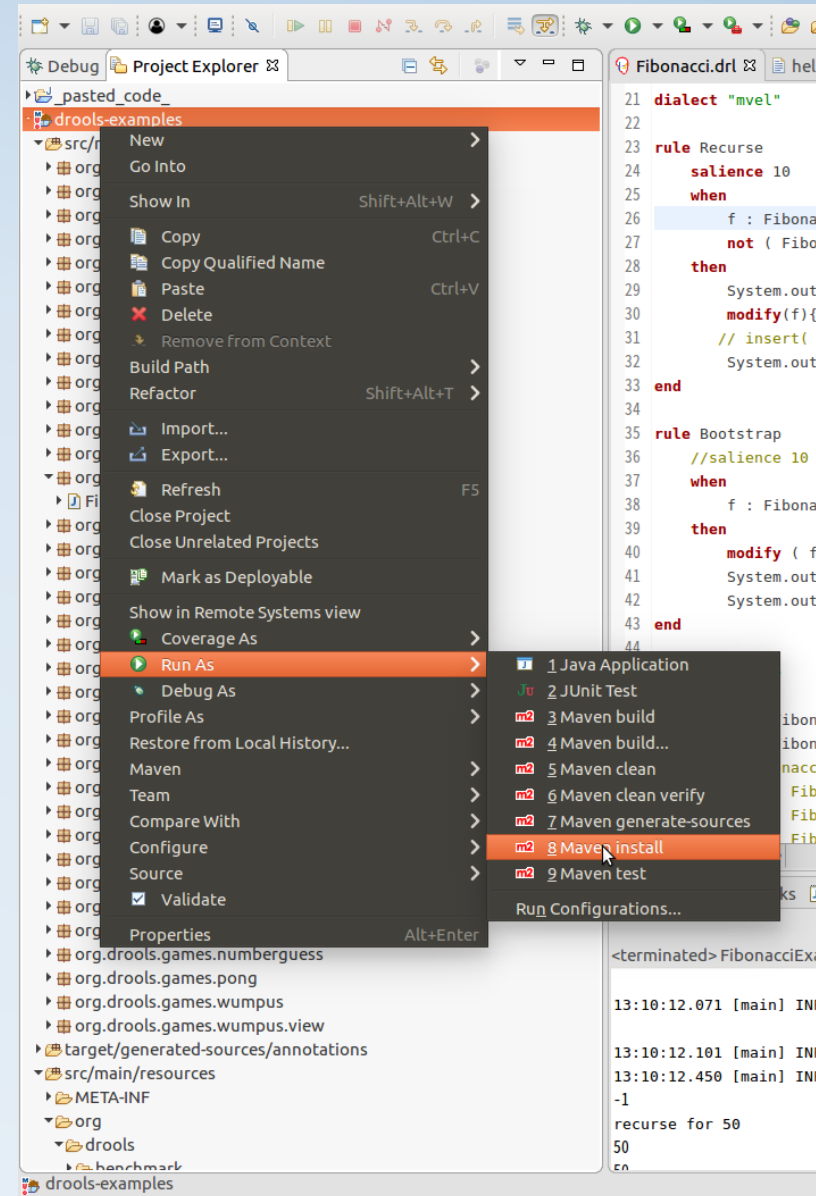 Debug
Project Explorer
Fibonacci.drl
_pasted_code_
drools-examples
New
Go Into
Show In Shift+Alt+W
Copy Ctrl+C
Copy Qualified Name
Paste Ctrl+V
Delete
Remove from Context
Build Path
Refactor Shift+Alt+T
Import...
Export...
Refresh F5
Close Project
Close Unrelated Projects
Mark as Deployable
Show in Remote Systems view
Coverage As
Run As
Debug As
Profile As
Restore from Local History...
Maven
Team
Compare With
Configure
Source
Validate
Properties Alt+Enter
1 Java Application
2 JUnit Test
3 Maven build
4 Maven build...
5 Maven clean
6 Maven clean verify
7 Maven generate-sources
8 Maven install
9 Maven test
Run Configurations...
org.drools.games.numberguess
org.drools.games.pong
org.drools.games.wumpus
org.drools.games.wumpus.view
target/generated-sources/annotations
src/main/resources
META-INF
org
drools
benchmark
drools-examples
21 dialect "mvel"
22
23 rule Recurse
24 salience 10
25 when
26 f : Fibona
27 not ( Fibo
28 then
29 System.out
30 modify(f){
31 // insert(
32 System.out
33 end
34
35 rule Bootstrap
36 //salience 10
37 when
38 f : Fibona
39 then
40 modify ( f
41 System.out
42 System.out
43 end
44
<terminated> FibonacciExa
13:10:12.071 [main] INF
13:10:12.101 [main] INF
13:10:12.450 [main] INF
-1
recurse for 50
50